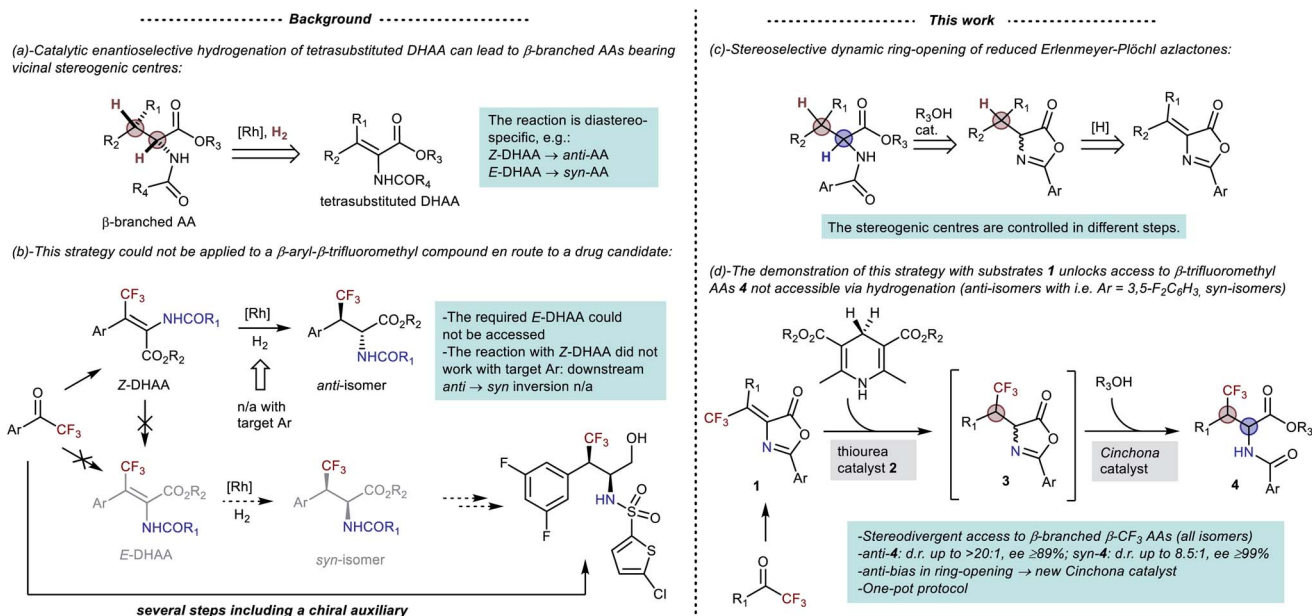 Background
(a)-Catalytic enantioselective hydrogenation of tetrasubstituted DHAA can lead to β-branched AAs bearing
vicinal stereogenic centres:
H
R1
R2
O
OR3
H
NH
R4
O
β-branched AA
[Rh], H2
R1
R2
O
OR3
NHCOR4
tetrasubstituted DHAA
The reaction is diastereo-
specific, e.g.:
Z-DHAA → anti-AA
E-DHAA → syn-AA
(b)-This strategy could not be applied to a β-aryl-β-trifluoromethyl compound en route to a drug candidate:
CF3
Ar
NHCOR1
CO2R2
Z-DHAA
[Rh]
H2
n/a with
target Ar
CF3
Ar
CO2R2
NHCOR1
anti-isomer
-The required E-DHAA could
not be accessed
-The reaction with Z-DHAA did not
work with target Ar: downstream
anti → syn inversion n/a
O
Ar
CF3
CF3
Ar
CO2R2
NHCOR1
E-DHAA
[Rh]
H2
CF3
Ar
CO2R2
NHCOR1
syn-isomer
F
F
CF3
OH
HN
S
O
O
S
Cl
several steps including a chiral auxiliary
This work
(c)-Stereoselective dynamic ring-opening of reduced Erlenmeyer-Plöchl azlactones:
H
R1
R2
O
OR3
H
NH
Ar
O
R3OH
cat.
H
R1
R2
O
O
N
Ar
[H]
R1
R2
O
O
N
Ar
The stereogenic centres are controlled in different steps.
(d)-The demonstration of this strategy with substrates 1 unlocks access to β-trifluoromethyl
AAs 4 not accessible via hydrogenation (anti-isomers with i.e. Ar = 3,5-F2C6H3, syn-isomers)
H
H
RO2C
CO2R
N
H
R1
CF3
O
O
N
Ar
1
thiourea
catalyst 2
CF3
R1
O
O
N
Ar
3
R3OH
Cinchona
catalyst
CF3
R1
O
OR3
HN
O
Ar
4
O
R1
CF3
-Stereodivergent access to β-branched β-CF3 AAs (all isomers)
-anti-4: d.r. up to >20:1, ee ≥89%; syn-4: d.r. up to 8.5:1, ee ≥99%
-anti-bias in ring-opening → new Cinchona catalyst
-One-pot protocol